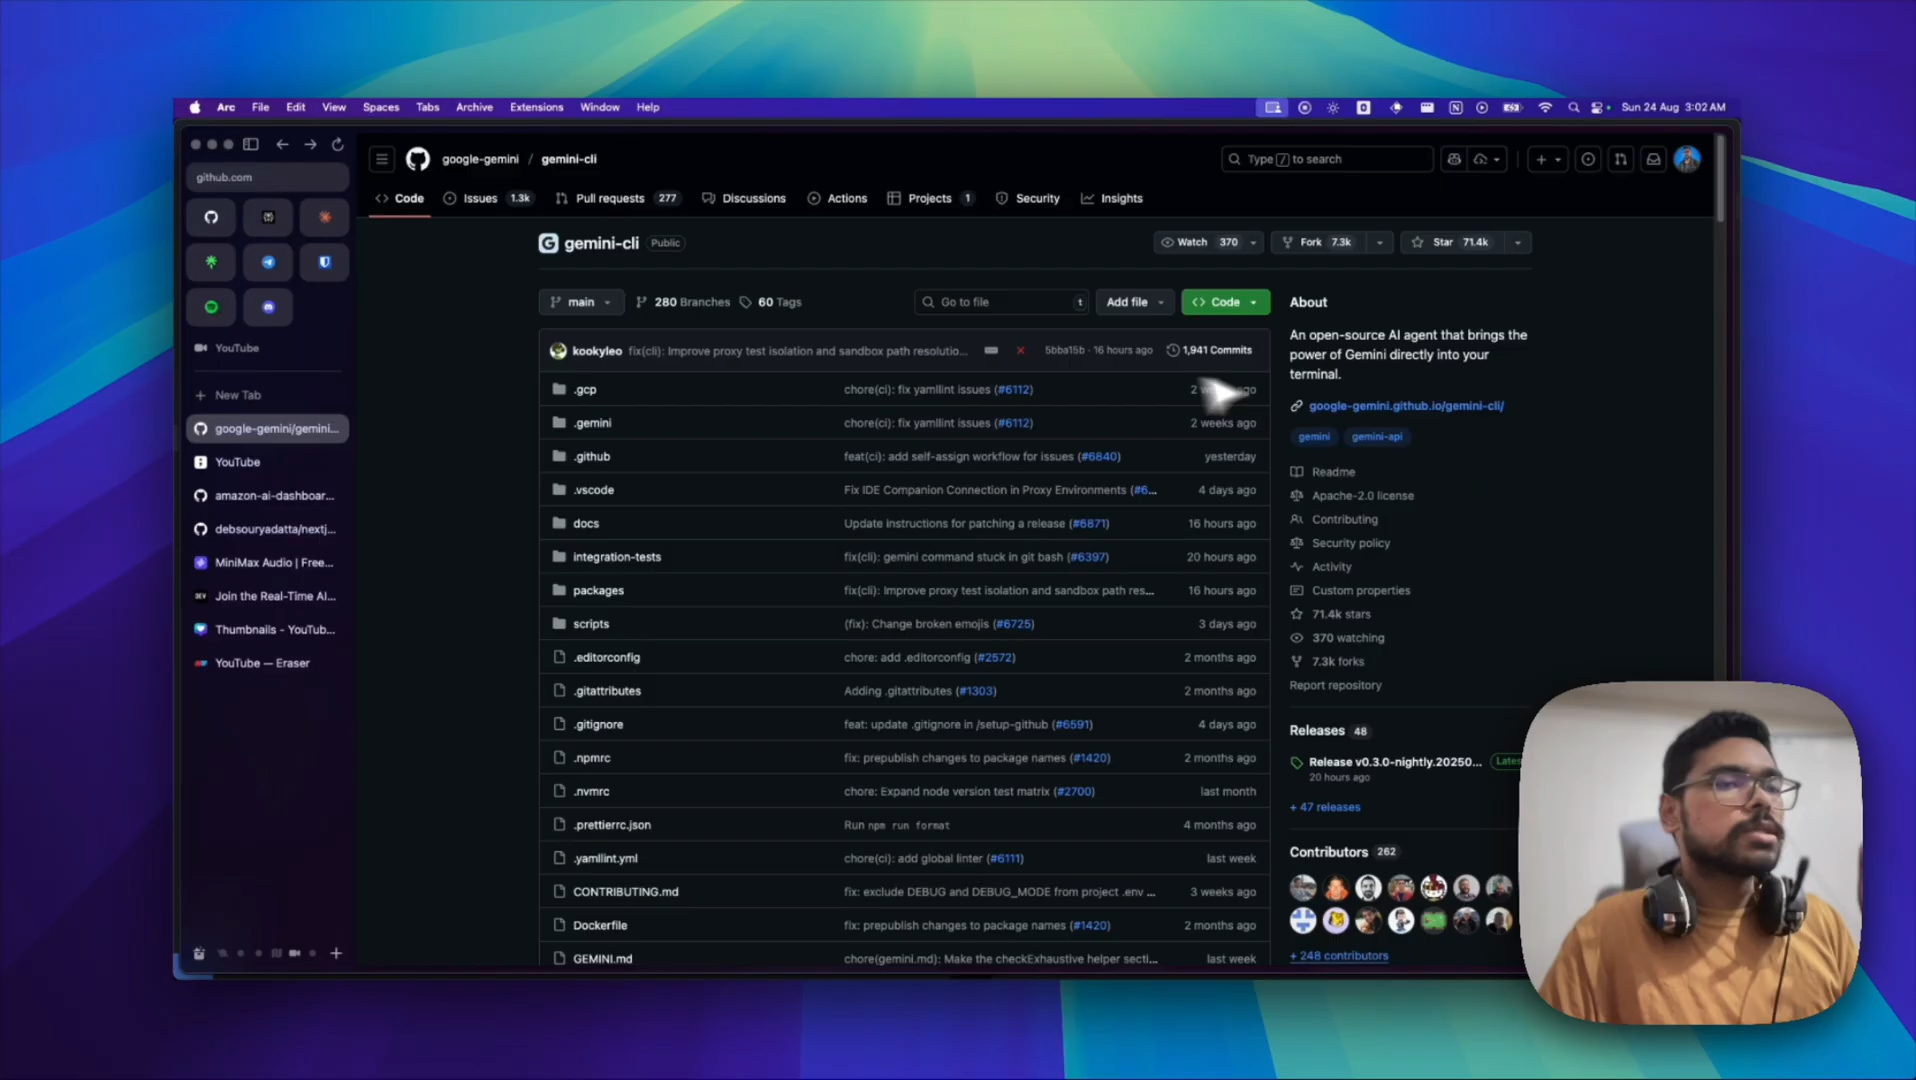 Arc File Edit View Spaces Tabs Archive Extensions Window Help Sun 24 Aug 3:02 AM
github.com
YouTube
New Tab
google-gemini/gemini...
YouTube
amazon-ai-dashboar...
debsouryadatta/nextj...
MiniMax Audio | Free...
DEV Join the Real-Time AI...
Thumbnails - YouTub...
YouTube — Eraser
google-gemini / gemini-cli Type / to search
Code Issues 1.3k Pull requests 277 Discussions Actions Projects 1 Security Insights
gemini-cli Public Watch 370 Fork 7.3k Star 71.4k
main 280 Branches 60 Tags Go to file t Add file Code
kookyleo fix(cli): Improve proxy test isolation and sandbox path resolutio... 5bba15b · 16 hours ago 1,941 Commits
.gcp chore(ci): fix yamllint issues (#6112) 2
.gemini chore(ci): fix yamllint issues (#6112) 2 weeks ago
.github feat(ci): add self-assign workflow for issues (#6840) yesterday
.vscode Fix IDE Companion Connection in Proxy Environments (#6... 4 days ago
docs Update instructions for patching a release (#6871) 16 hours ago
integration-tests fix(cli): gemini command stuck in git bash (#6397) 20 hours ago
packages fix(cli): Improve proxy test isolation and sandbox path res... 16 hours ago
scripts (fix): Change broken emojis (#6725) 3 days ago
.editorconfig chore: add .editorconfig (#2572) 2 months ago
.gitattributes Adding .gitattributes (#1303) 2 months ago
.gitignore feat: update .gitignore in /setup-github (#6591) 4 days ago
.npmrc fix: prepublish changes to package names (#1420) 2 months ago
.nvmrc chore: Expand node version test matrix (#2700) last month
.prettierrc.json Run npm run format 4 months ago
.yamllint.yml chore(ci): add global linter (#6111) last week
CONTRIBUTING.md fix: exclude DEBUG and DEBUG_MODE from project .env ... 3 weeks ago
Dockerfile fix: prepublish changes to package names (#1420) 2 months ago
GEMINI.md chore(gemini.md): Make the checkExhaustive helper secti... last week
About
An open-source AI agent that brings the
power of Gemini directly into your
terminal.
google-gemini.github.io/gemini-cli/
gemini gemini-api
Readme
Apache-2.0 license
Contributing
Security policy
Activity
Custom properties
71.4k stars
370 watching
7.3k forks
Report repository
Releases 48
Release v0.3.0-nightly.20250...
20 hours ago
+ 47 releases
Contributors 262
+ 248 contributors